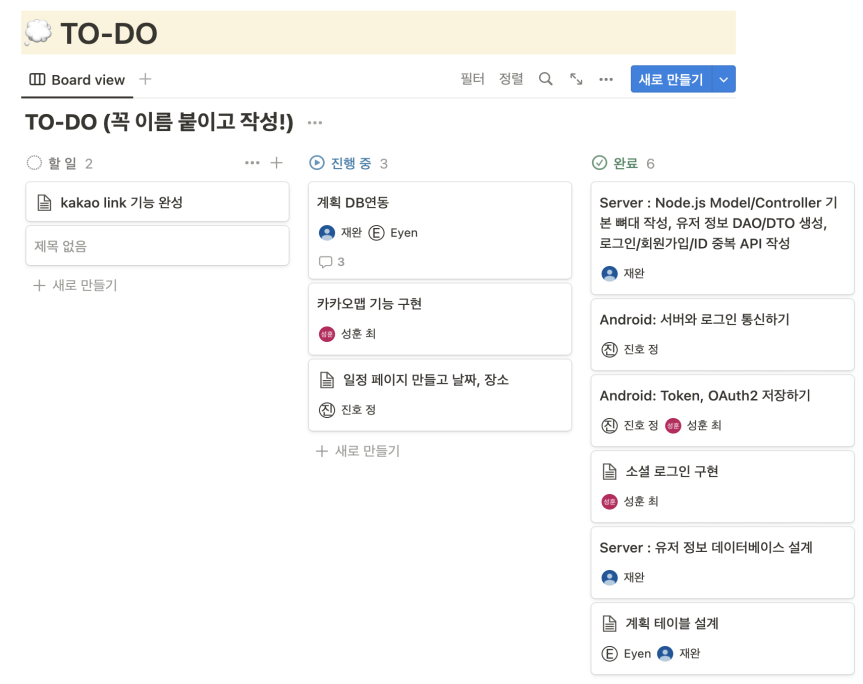 TO-DO
Board view
필터 정렬
새로 만들기
TO-DO (꼭 이름 붙이고 작성!)
할 일 2
kakao link 기능 완성
제목 없음
새로 만들기
진행 중 3
계획 DB연동
재완 E Eyen
3
카카오맵 기능 구현
성훈 성훈 최
일정 페이지 만들고 날짜, 장소
진 진호 정
새로 만들기
완료 6
Server : Node.js Model/Controller 기
본 뼈대 작성, 유저 정보 DAO/DTO 생성,
로그인/회원가입/ID 중복 API 작성
재완
Android: 서버와 로그인 통신하기
진 진호 정
Android: Token, OAuth2 저장하기
진 진호 정 성훈 성훈 최
소셜 로그인 구현
성훈 성훈 최
Server : 유저 정보 데이터베이스 설계
재완
계획 테이블 설계
E Eyen 재완